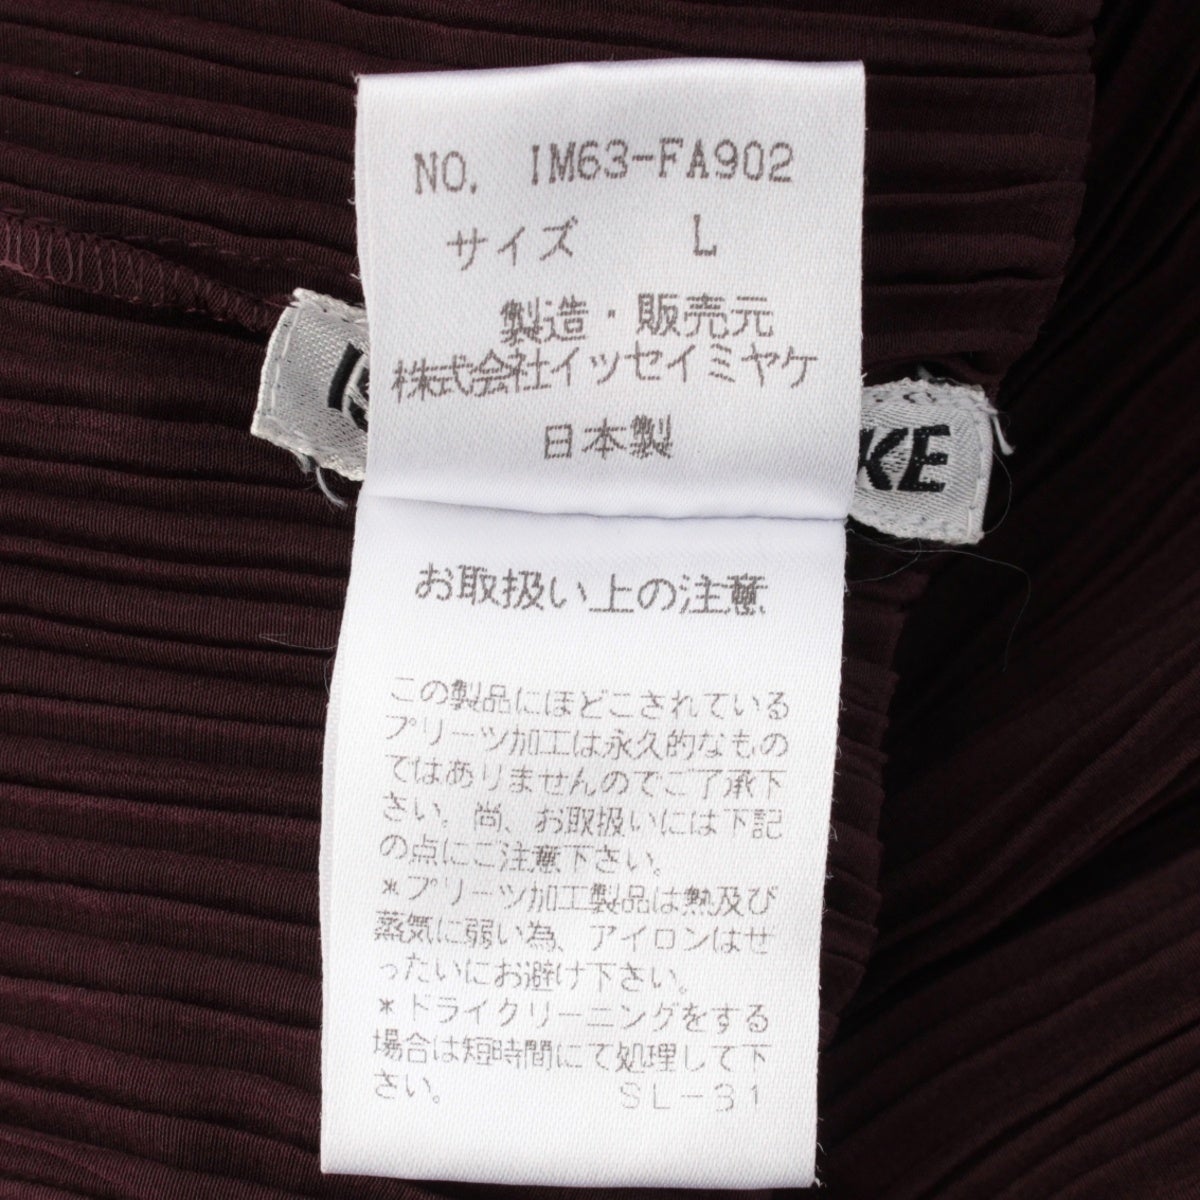 NO. IM63-FA902
サイズ L
製造・販売元
株式会社イッセイミヤケ
日本製
KE
お取扱い上の注意
この製品にほどこされている
プリーツ加工は永久的なもの
ではありませんのでご了承下
さい。尚、お取扱いには下記
の点にご注意下さい。
*プリーツ加工製品は熱及び
蒸気に弱い為、アイロンはぜ
ったいにお避け下さい。
*ドライクリーニングをする
場合は短時間にて処理して下
さい。 SL-31